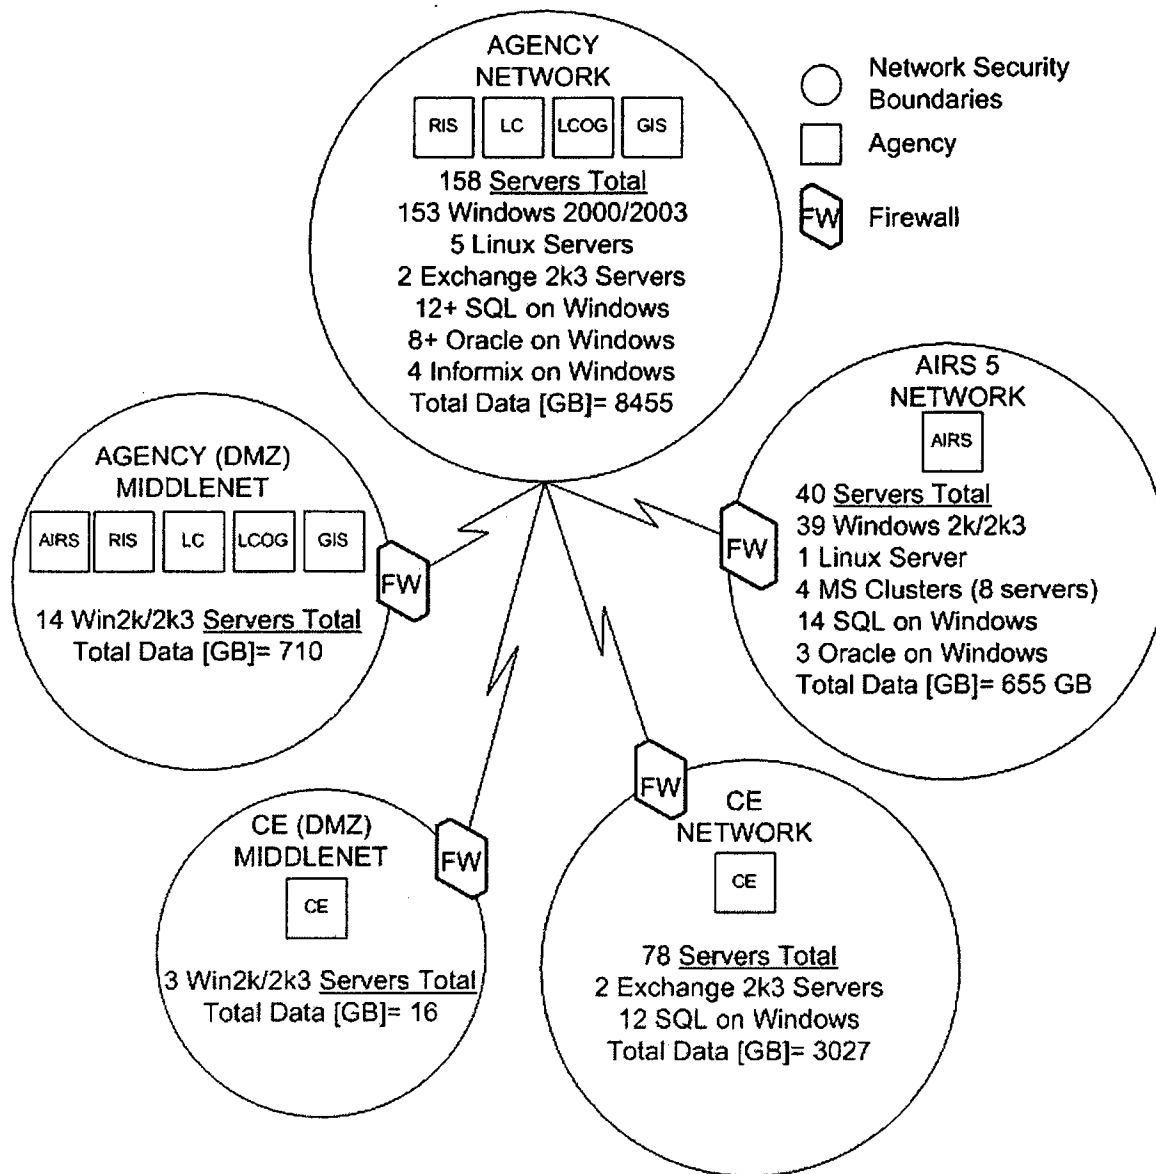 AGENCY
NETWORK
RIS LC LCOG GIS
158 Servers Total
153 Windows 2000/2003
5 Linux Servers
2 Exchange 2k3 Servers
12+ SQL on Windows
8+ Oracle on Windows
4 Informix on Windows
Total Data [GB]= 8455
Network Security
Boundaries
Agency
FW Firewall
AGENCY (DMZ)
MIDDLENET
AIRS RIS LC LCOG GIS
FW
14 Win2k/2k3 Servers Total
Total Data [GB]= 710
AIRS 5
NETWORK
AIRS
FW
40 Servers Total
39 Windows 2k/2k3
1 Linux Server
4 MS Clusters (8 servers)
14 SQL on Windows
3 Oracle on Windows
Total Data [GB]= 655 GB
CE (DMZ)
MIDDLENET
FW
CE
3 Win2k/2k3 Servers Total
Total Data [GB]= 16
FW
CE
NETWORK
CE
78 Servers Total
2 Exchange 2k3 Servers
12 SQL on Windows
Total Data [GB]= 3027